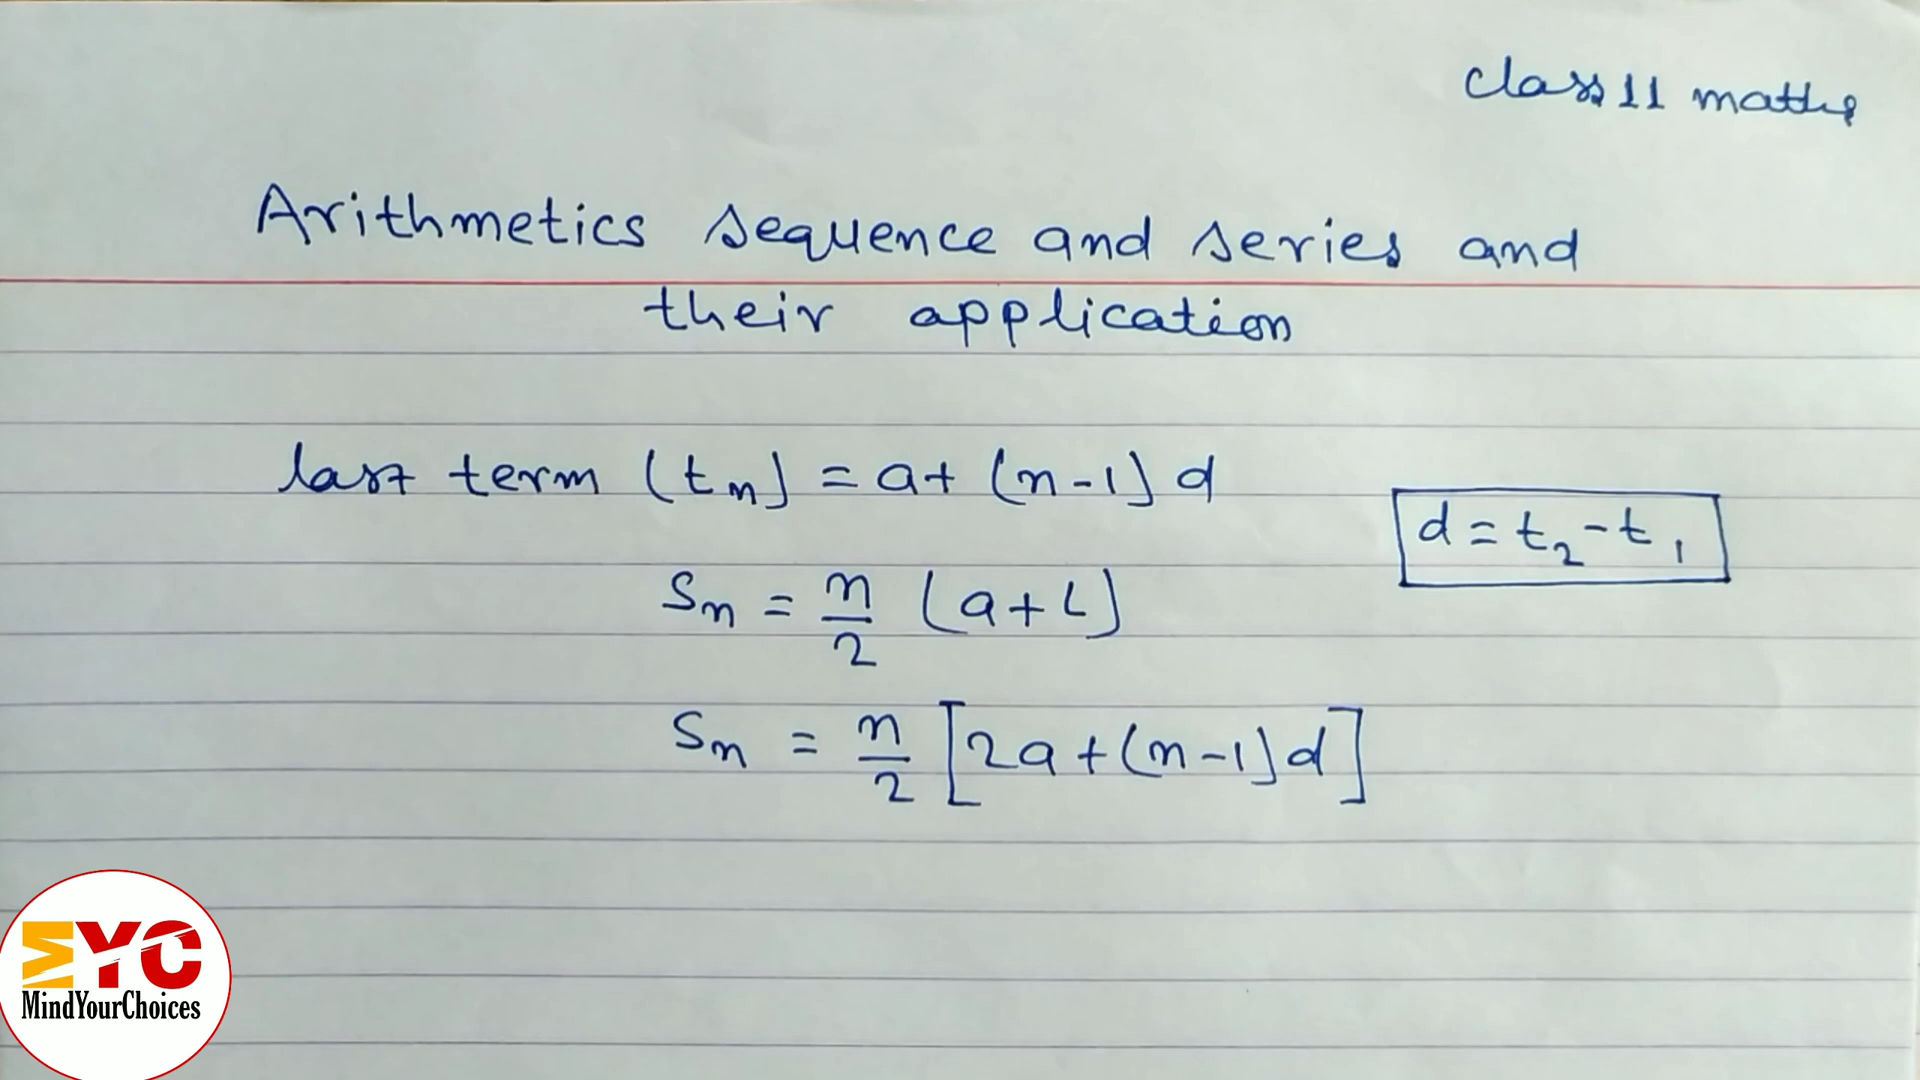 class 11 maths
Arithmetics sequence and series and
their application
last term (tₙ) = a + (n-1) d
d = t₂ - t₁
Sₙ = n/2 (a + L)
Sₙ = n/2 [2a + (n-1) d]
MYC
MindYourChoices